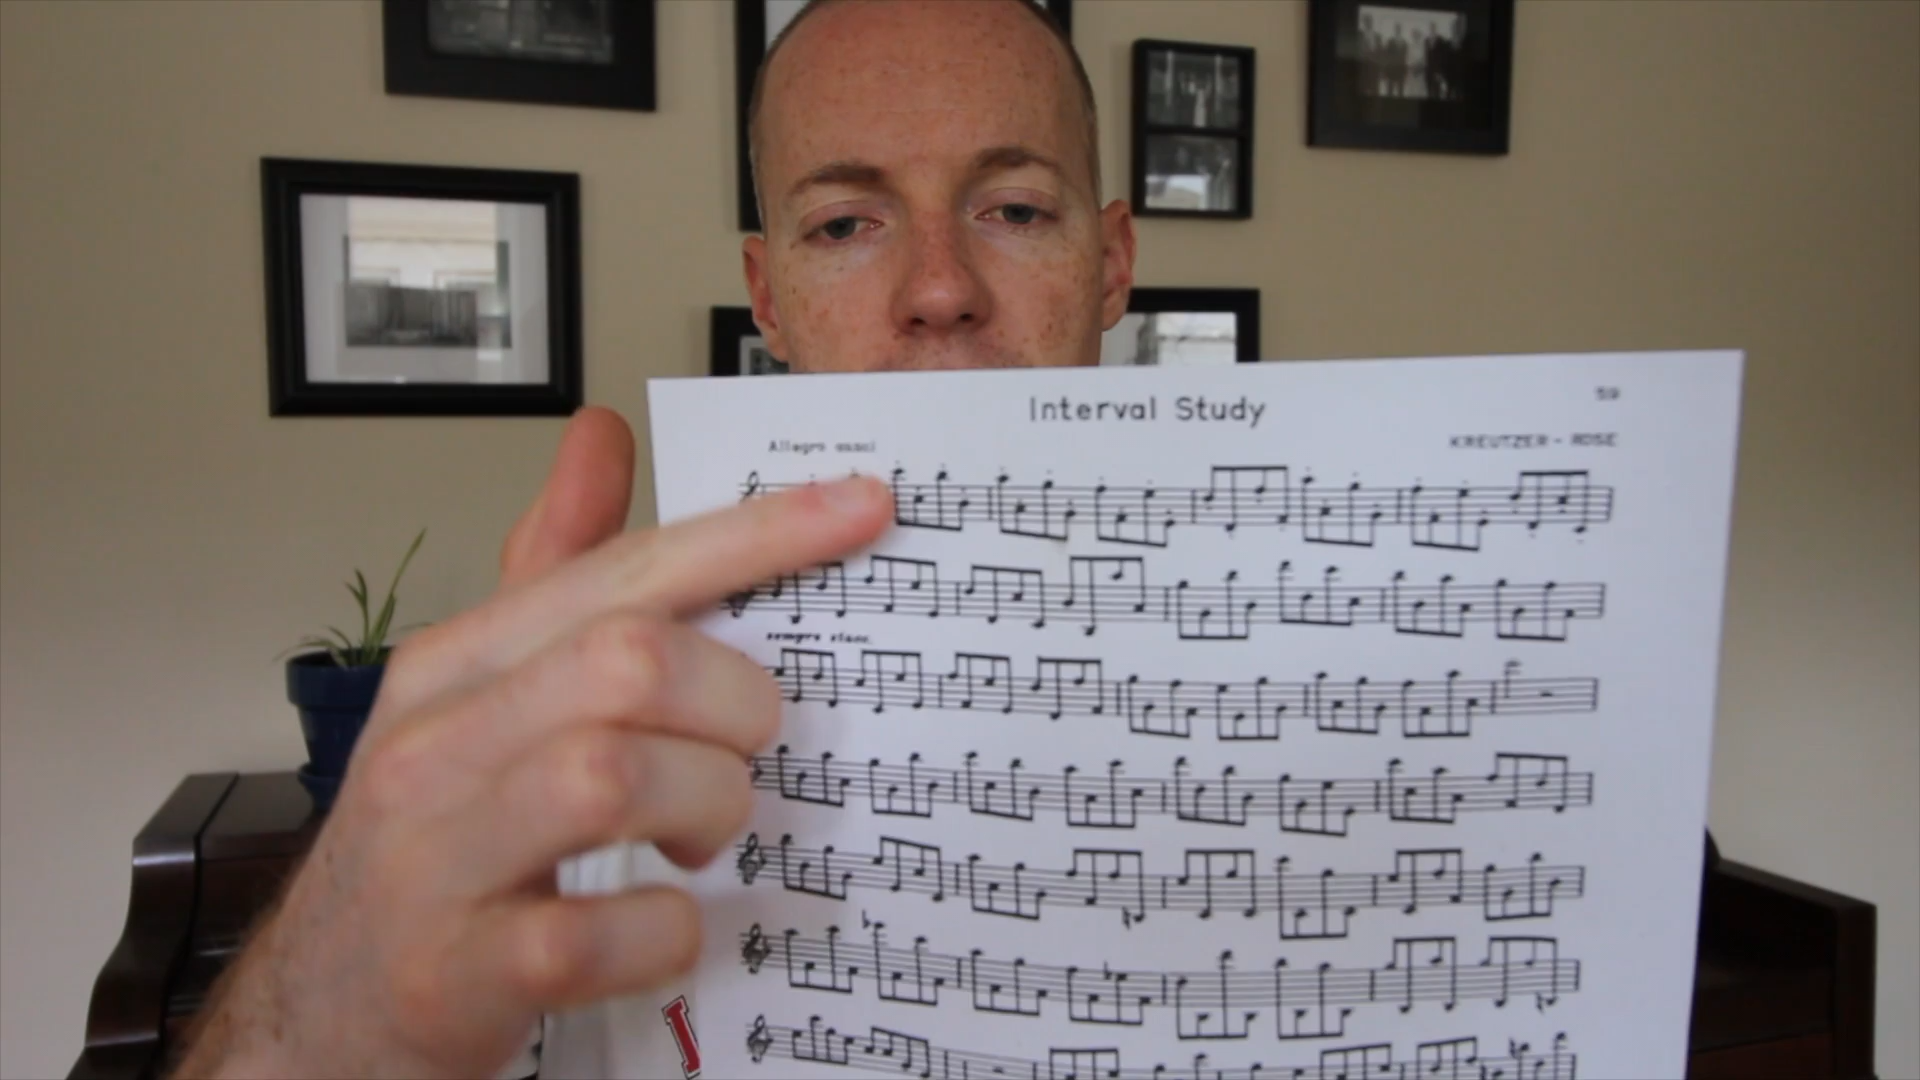 Interval Study
59
Allegro assai
KREUTZER - ROSE
sempre stacc.
J